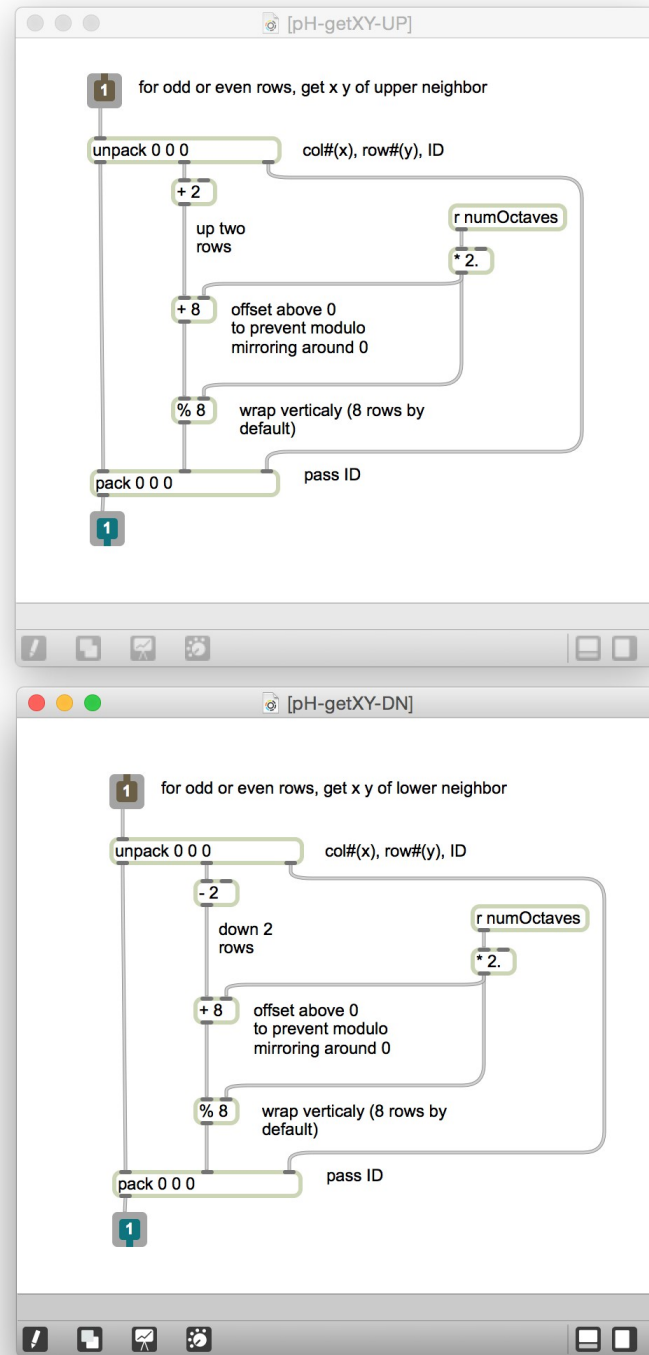 [pH-getXY-UP]
1
for odd or even rows, get x y of upper neighbor
unpack 0 0 0
col#(x), row#(y), ID
+ 2
r numOctaves
up two
rows
* 2.
+ 8
offset above 0
to prevent modulo
mirroring around 0
% 8
wrap verticaly (8 rows by
default)
pack 0 0 0
pass ID
1
[pH-getXY-DN]
1
for odd or even rows, get x y of lower neighbor
unpack 0 0 0
col#(x), row#(y), ID
- 2
r numOctaves
down 2
rows
* 2.
+ 8
offset above 0
to prevent modulo
mirroring around 0
% 8
wrap verticaly (8 rows by
default)
pack 0 0 0
pass ID
1